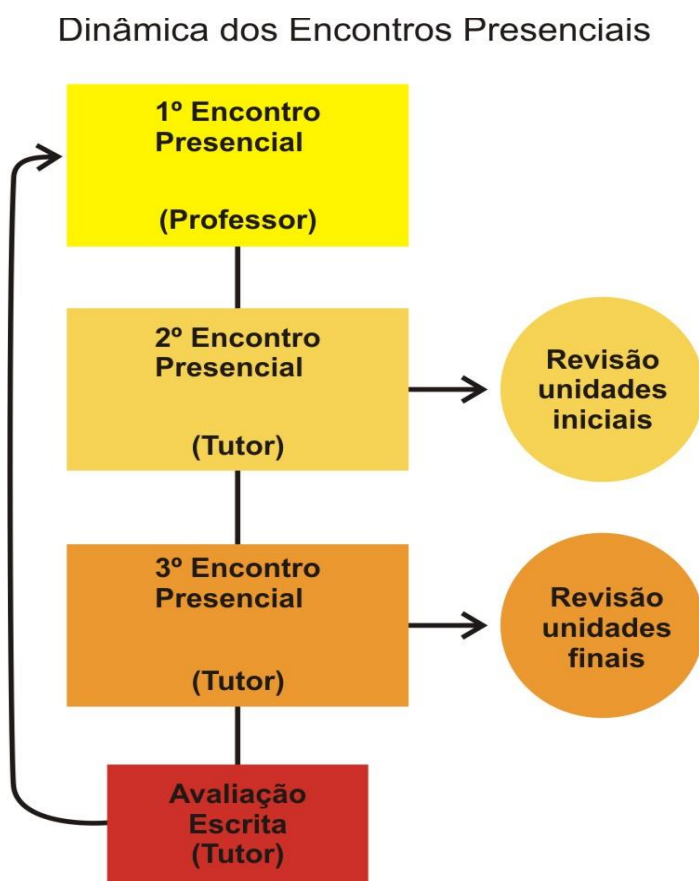 Dinâmica dos Encontros Presenciais
1º Encontro
Presencial
(Professor)
2º Encontro
Presencial
(Tutor)
Revisão
unidades
iniciais
3º Encontro
Presencial
(Tutor)
Revisão
unidades
finais
Avaliação
Escrita
(Tutor)